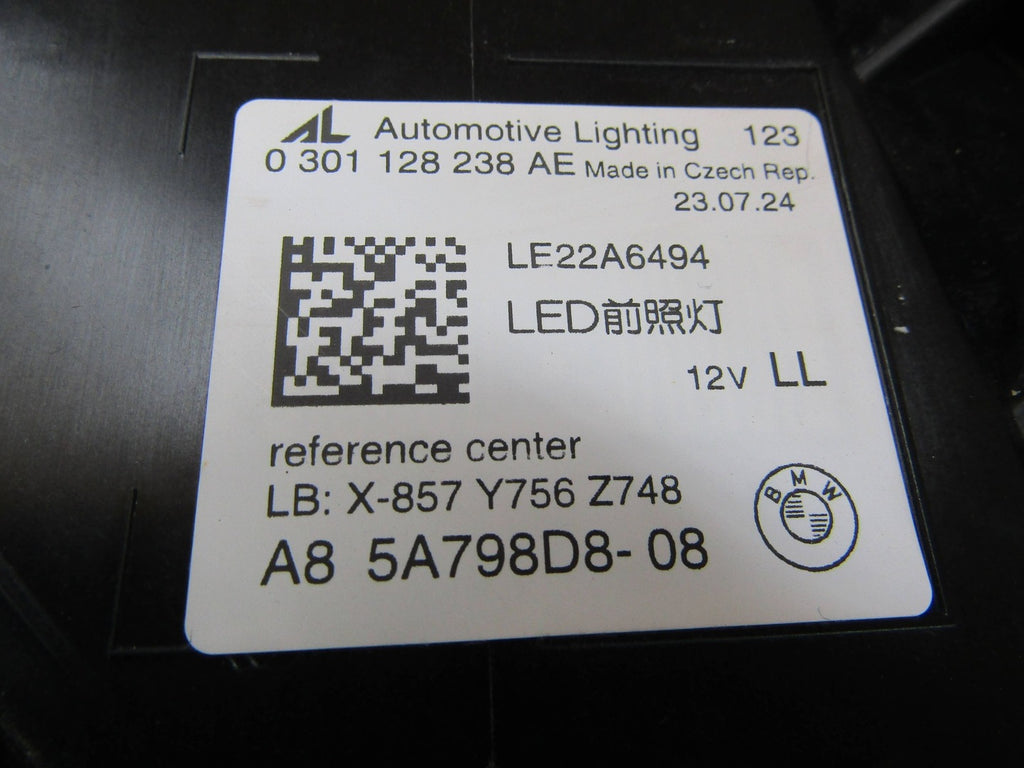 AL Automotive Lighting 123
0 301 128 238 AE Made in Czech Rep.
23.07.24
LE22A6494
LED前照灯
12V LL
reference center
LB: X-857 Y756 Z748
BMW
A8 5A798D8-08